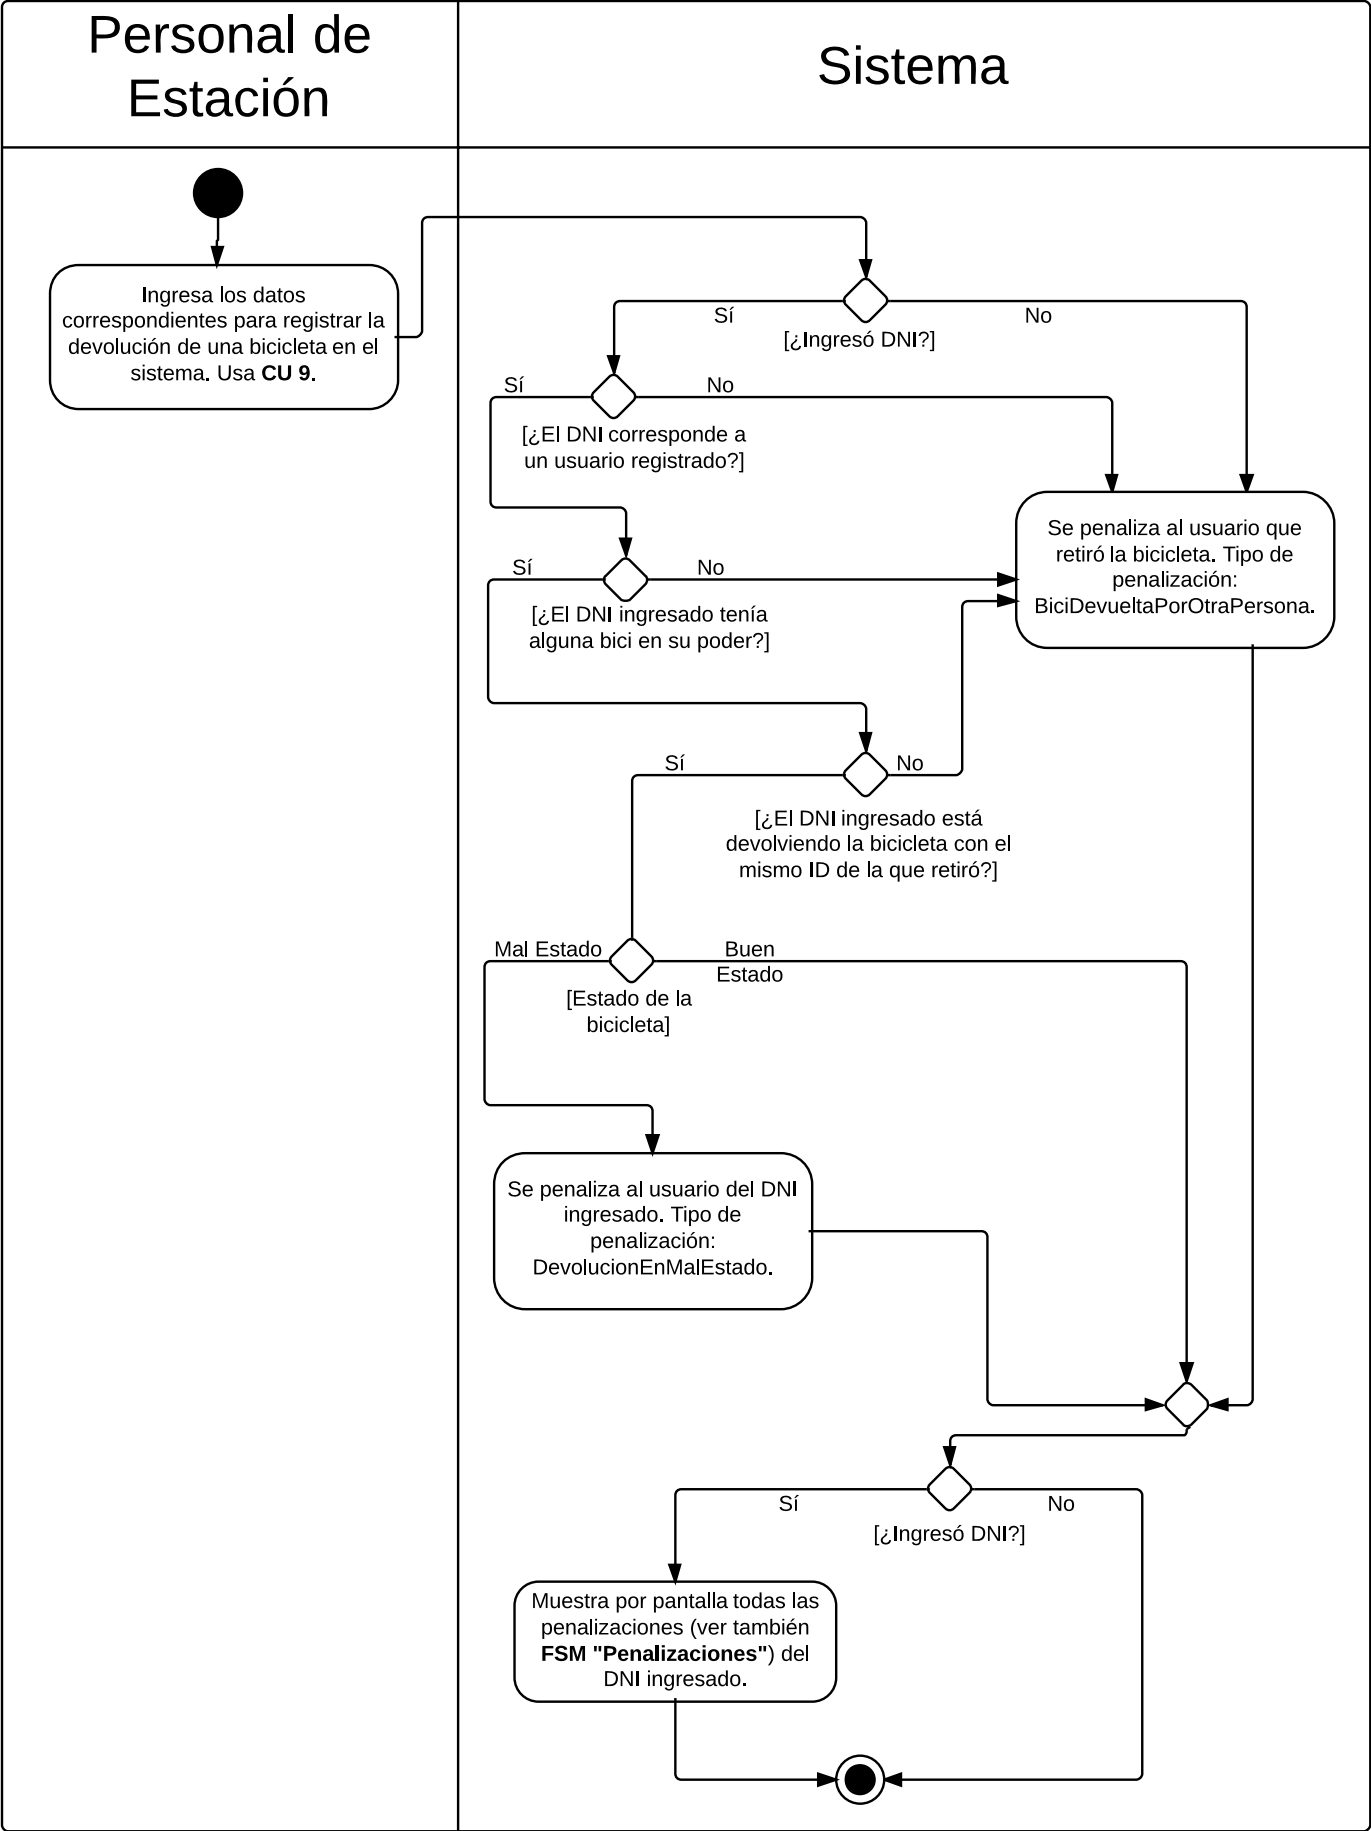 Personal de
Estación
Sistema
Ingresa los datos
correspondientes para registrar la
devolución de una bicicleta en el
sistema. Usa CU 9.
Sí
No
[¿Ingresó DNI?]
Sí
No
[¿El DNI corresponde a
un usuario registrado?]
Se penaliza al usuario que
retiró la bicicleta. Tipo de
penalización:
BiciDevueltaPorOtraPersona.
Sí
No
[¿El DNI ingresado tenía
alguna bici en su poder?]
Sí
No
[¿El DNI ingresado está
devolviendo la bicicleta con el
mismo ID de la que retiró?]
Mal Estado
Buen
Estado
[Estado de la
bicicleta]
Se penaliza al usuario del DNI
ingresado. Tipo de
penalización:
DevolucionEnMalEstado.
Sí
No
[¿Ingresó DNI?]
Muestra por pantalla todas las
penalizaciones (ver también
FSM "Penalizaciones") del
DNI ingresado.